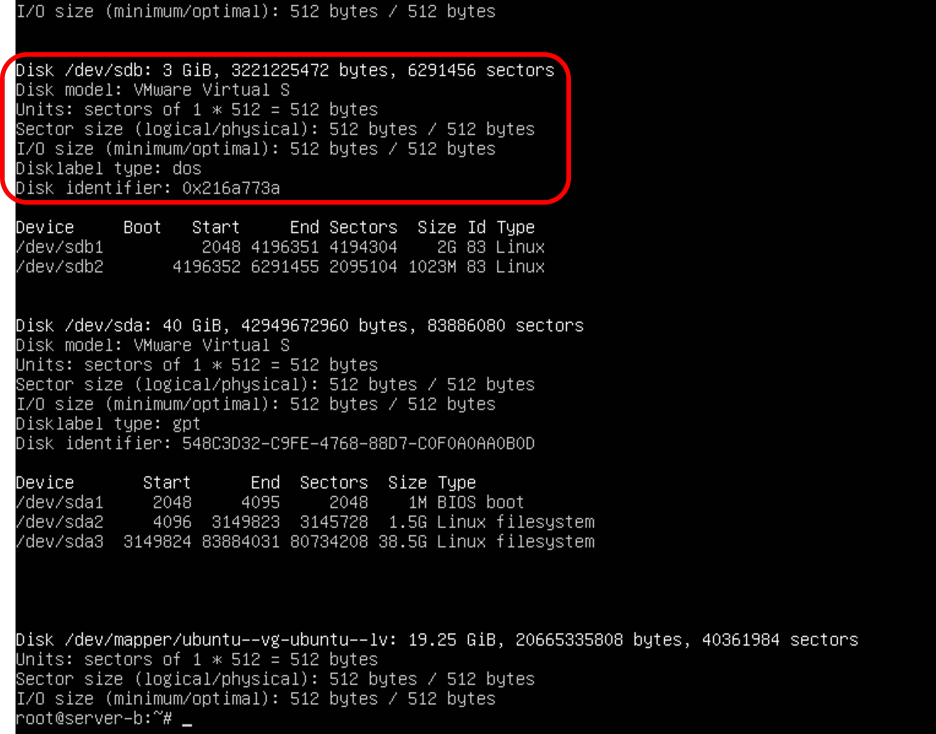 I/O size (minimum/optimal): 512 bytes / 512 bytes
Disk /dev/sdb: 3 GiB, 3221225472 bytes, 6291456 sectors
Disk model: VMware Virtual S
Units: sectors of 1 * 512 = 512 bytes
Sector size (logical/physical): 512 bytes / 512 bytes
I/O size (minimum/optimal): 512 bytes / 512 bytes
Disklabel type: dos
Disk identifier: 0x216a773a
Device     Boot   Start     End Sectors  Size Id Type
/dev/sdb1          2048 4196351 4194304    2G 83 Linux
/dev/sdb2       4196352 6291455 2095104 1023M 83 Linux
Disk /dev/sda: 40 GiB, 42949672960 bytes, 83886080 sectors
Disk model: VMware Virtual S
Units: sectors of 1 * 512 = 512 bytes
Sector size (logical/physical): 512 bytes / 512 bytes
I/O size (minimum/optimal): 512 bytes / 512 bytes
Disklabel type: gpt
Disk identifier: 548C3D32-C9FE-4768-88D7-C0F0A0AA0B0D
Device       Start      End  Sectors  Size Type
/dev/sda1     2048     4095     2048    1M BIOS boot
/dev/sda2     4096  3149823  3145728  1.5G Linux filesystem
/dev/sda3  3149824 83884031 80734208 38.5G Linux filesystem
Disk /dev/mapper/ubuntu--vg-ubuntu--lv: 19.25 GiB, 20665335808 bytes, 40361984 sectors
Units: sectors of 1 * 512 = 512 bytes
Sector size (logical/physical): 512 bytes / 512 bytes
I/O size (minimum/optimal): 512 bytes / 512 bytes
root@server-b:~# _